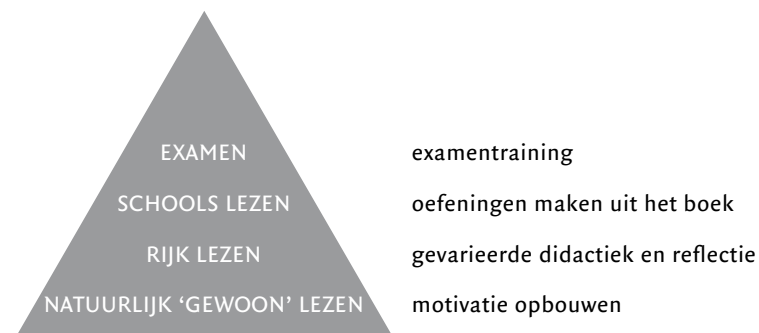 EXAMEN examentraining
SCHOOLS LEZEN oefeningen maken uit het boek
RIJK LEZEN gevarieerde didactiek en reflectie
NATUURLIJK ‘GEWOON’ LEZEN motivatie opbouwen